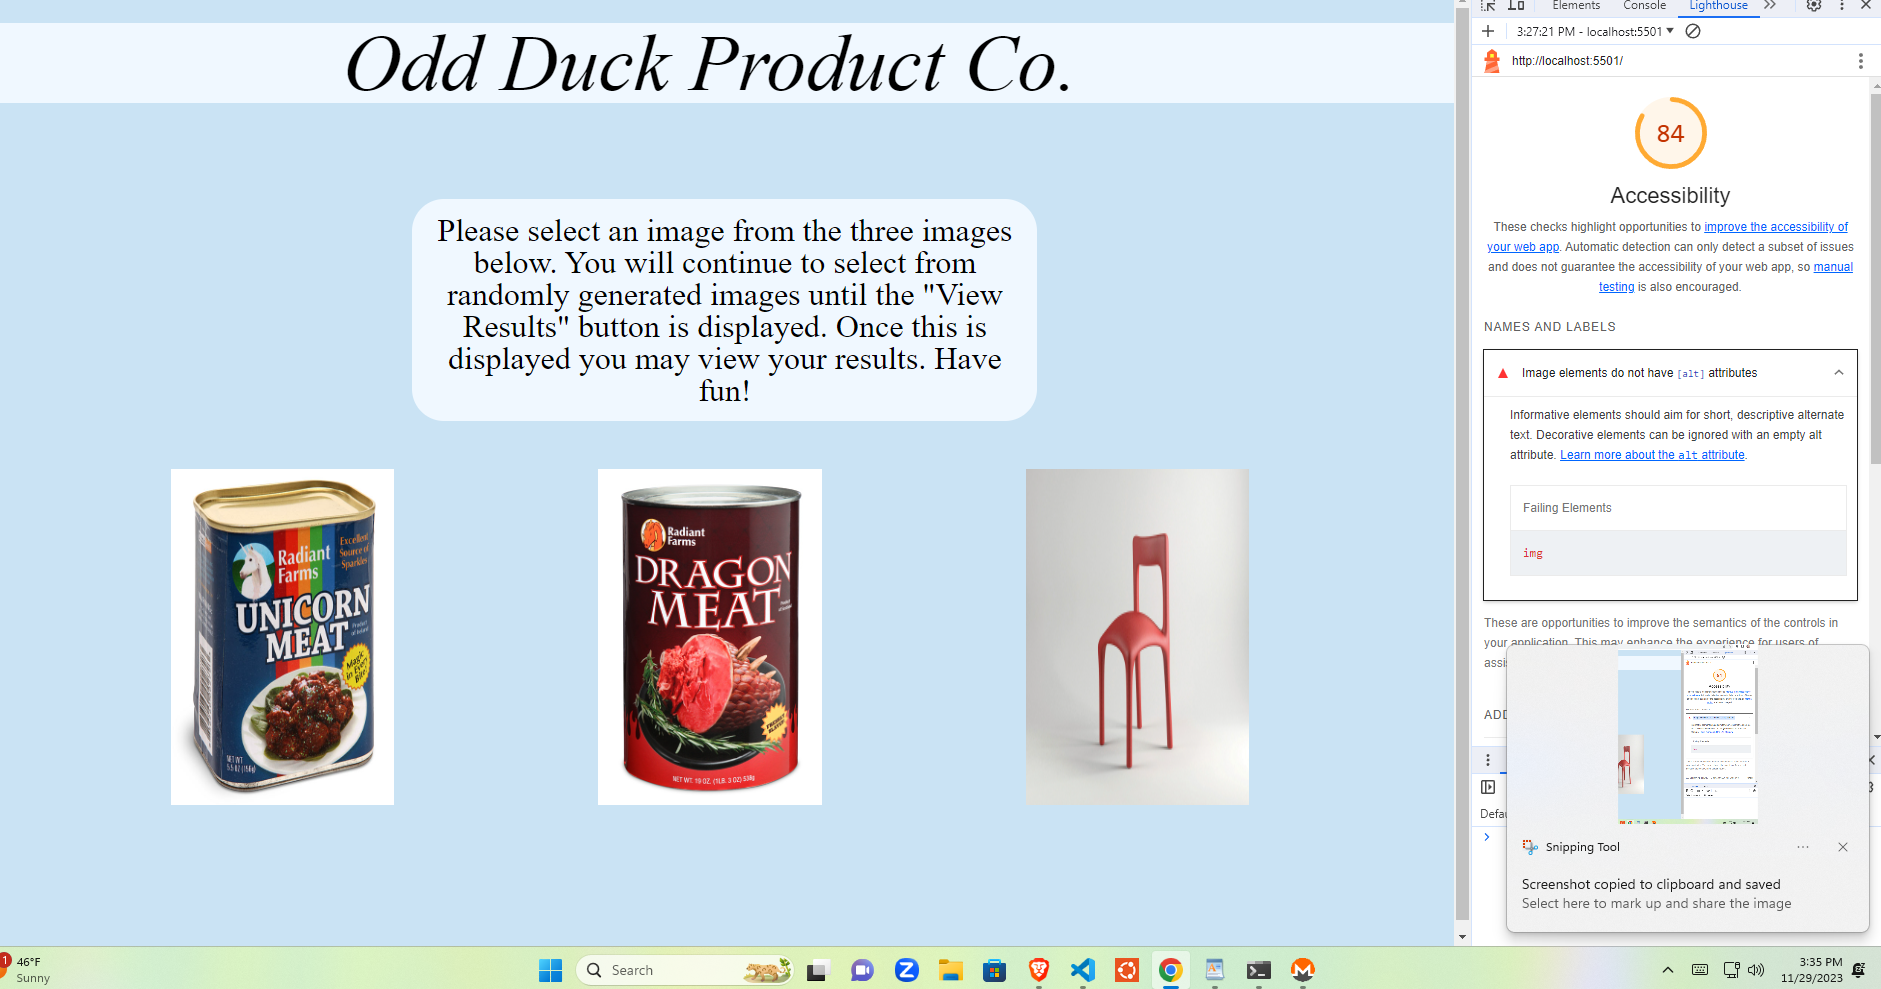 Odd Duck Product Co.
Please select an image from the three images
below. You will continue to select from
randomly generated images until the "View
Results" button is displayed. Once this is
displayed you may view your results. Have
fun!
Radiant
Farms
Excellent
Source of
Sparkles
UNICORN
MEAT
Magic
in Every
Bite!
NET WT
5.5 OZ (156g)
Radiant
Farms
DRAGON
MEAT
NET WT. 19 OZ. (1LB. 3 OZ) 538g
Elements
Console
Lighthouse
3:27:21 PM - localhost:5501
http://localhost:5501/
84
Accessibility
These checks highlight opportunities to improve the accessibility of
your web app. Automatic detection can only detect a subset of issues
and does not guarantee the accessibility of your web app, so manual
testing is also encouraged.
NAMES AND LABELS
Image elements do not have [alt] attributes
Informative elements should aim for short, descriptive alternate
text. Decorative elements can be ignored with an empty alt
attribute. Learn more about the alt attribute.
Failing Elements
img
These are opportunities to improve the semantics of the controls in
your application. This may enhance the experience for users of
assis
ADD
Defau
Snipping Tool
Screenshot copied to clipboard and saved
Select here to mark up and share the image
1
46°F
Sunny
Search
3:35 PM
11/29/2023